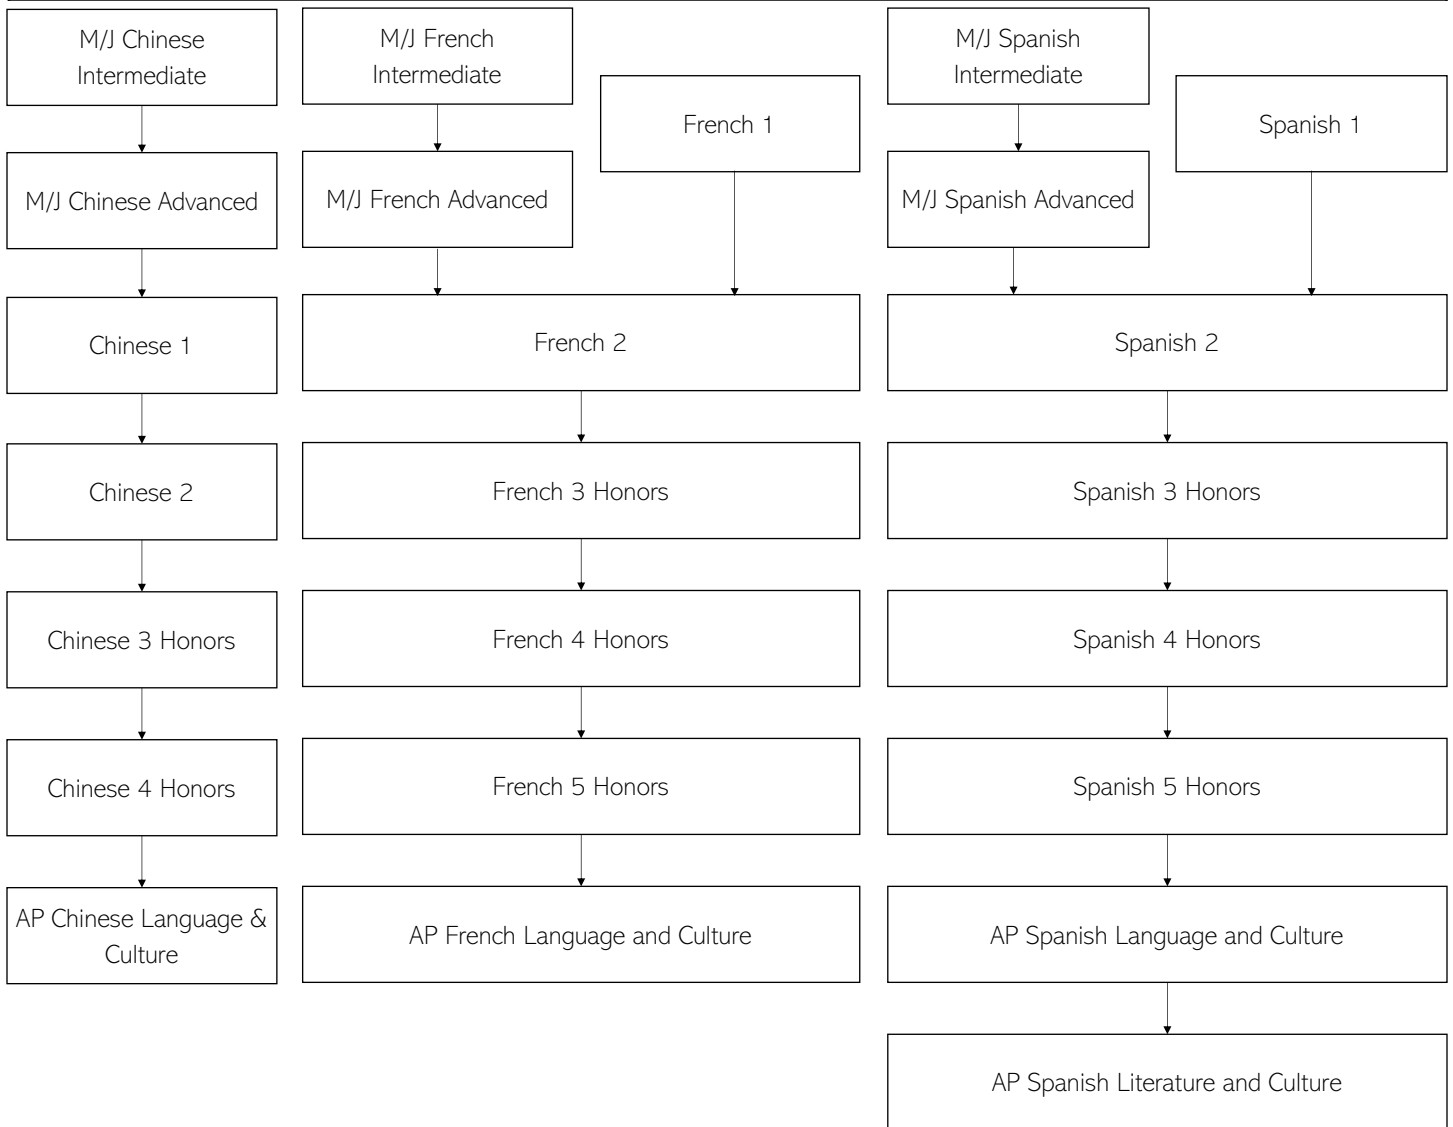 M/J Chinese
Intermediate
M/J Chinese Advanced
Chinese 1
Chinese 2
Chinese 3 Honors
Chinese 4 Honors
AP Chinese Language &
Culture
M/J French
Intermediate
M/J French Advanced
French 1
French 2
French 3 Honors
French 4 Honors
French 5 Honors
AP French Language and Culture
M/J Spanish
Intermediate
M/J Spanish Advanced
Spanish 1
Spanish 2
Spanish 3 Honors
Spanish 4 Honors
Spanish 5 Honors
AP Spanish Language and Culture
AP Spanish Literature and Culture